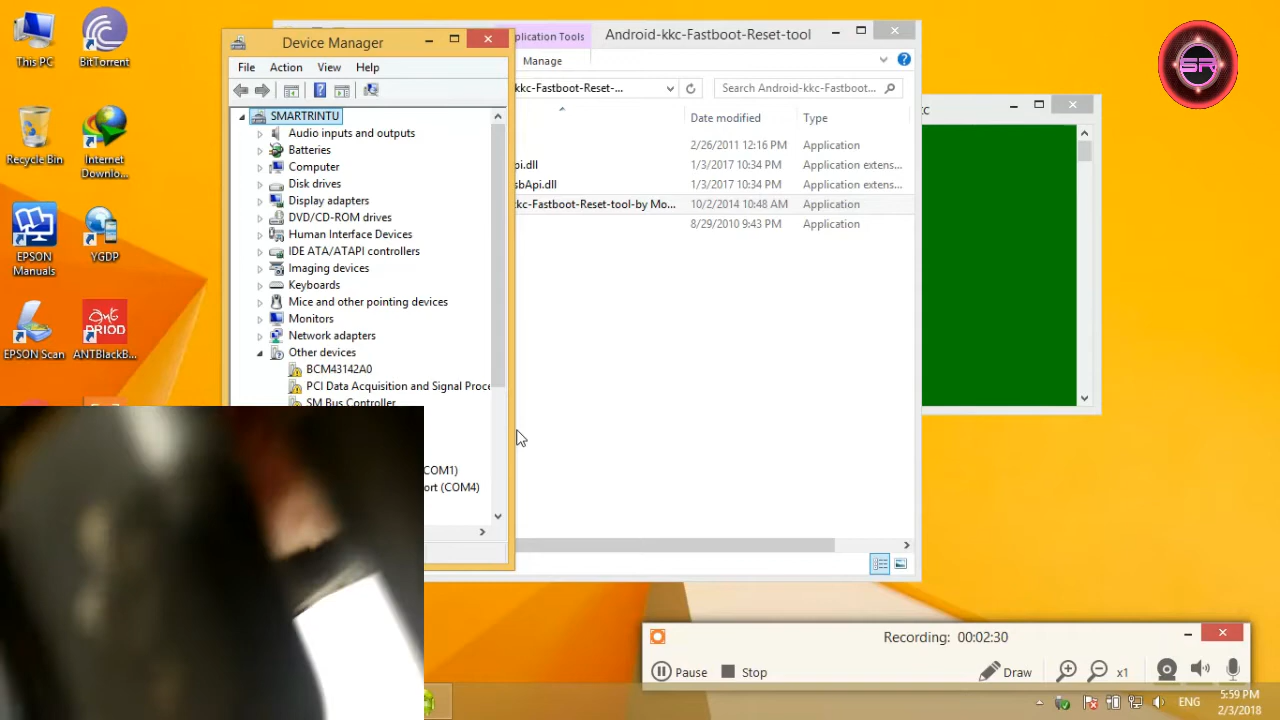 This PC
BitTorrent
Recycle Bin
Internet
Downlo...
EPSON
Manuals
YGDP
EPSON Scan
ANT
PRIOD
ANTBlackB...
Device Manager
File Action View Help
SMARTRINTU
Audio inputs and outputs
Batteries
Computer
Disk drives
Display adapters
DVD/CD-ROM drives
Human Interface Devices
IDE ATA/ATAPI controllers
Imaging devices
Keyboards
Mice and other pointing devices
Monitors
Network adapters
Other devices
BCM43142A0
PCI Data Acquisition and Signal Proce
SM Bus Controller
(COM1)
ort (COM4)
pplication Tools
Android-kkc-Fastboot-Reset-tool
Manage
kkc-Fastboot-Reset-...
Search Android-kkc-Fastboot...
Date modified Type
2/26/2011 12:16 PM Application
pi.dll 1/3/2017 10:34 PM Application extens...
sbApi.dll 1/3/2017 10:34 PM Application extens...
kc-Fastboot-Reset-tool-by Mo... 10/2/2014 10:48 AM Application
8/29/2010 9:43 PM Application
SR
Recording: 00:02:30
Pause Stop Draw x1
ENG
5:59 PM
2/3/2018